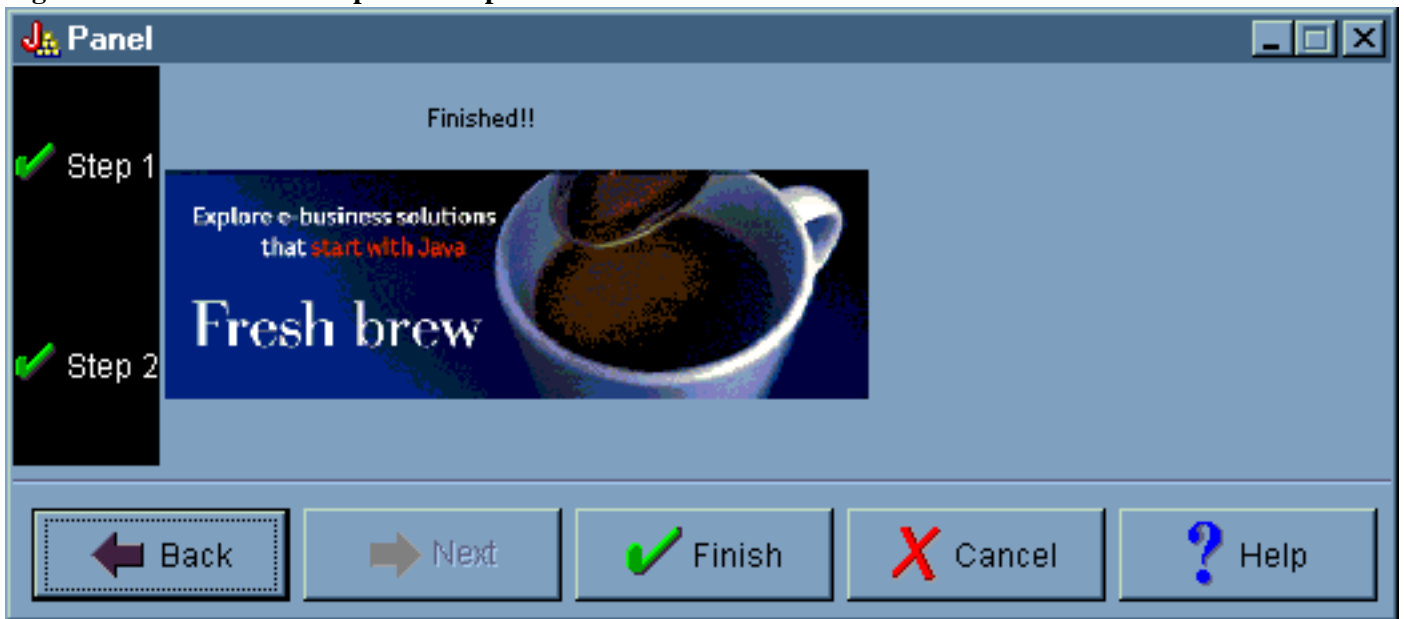 Panel
Finished!!
Step 1
Explore e-business solutions
that start with Java
Fresh brew
Step 2
Back
Next
Finish
Cancel
Help